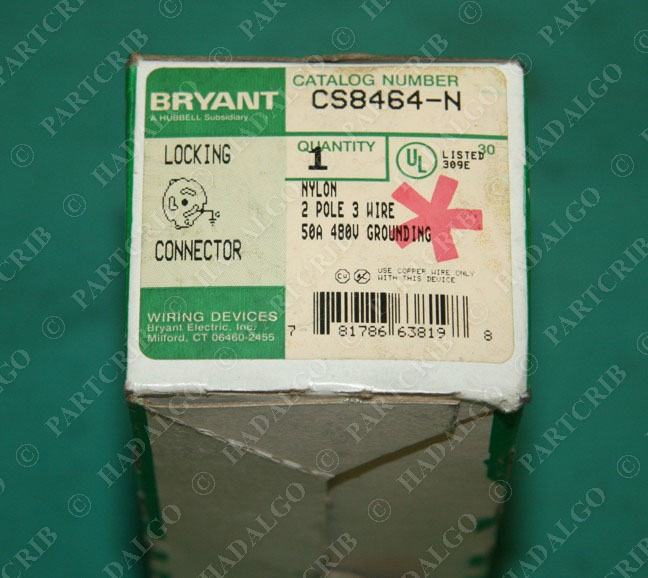 BRYANT
A HUBBELL Subsidiary
CATALOG NUMBER
CS8464-N
LOCKING
CONNECTOR
QUANTITY
1
UL
LISTED 30
309E
NYLON
2 POLE 3 WIRE
50A 480V GROUNDING
USE COPPER WIRE ONLY
WITH THIS DEVICE
WIRING DEVICES
Bryant Electric, Inc.
Milford, CT 06460-2455
7 81786 63819 8
© PARTCRIB
© HADALGO